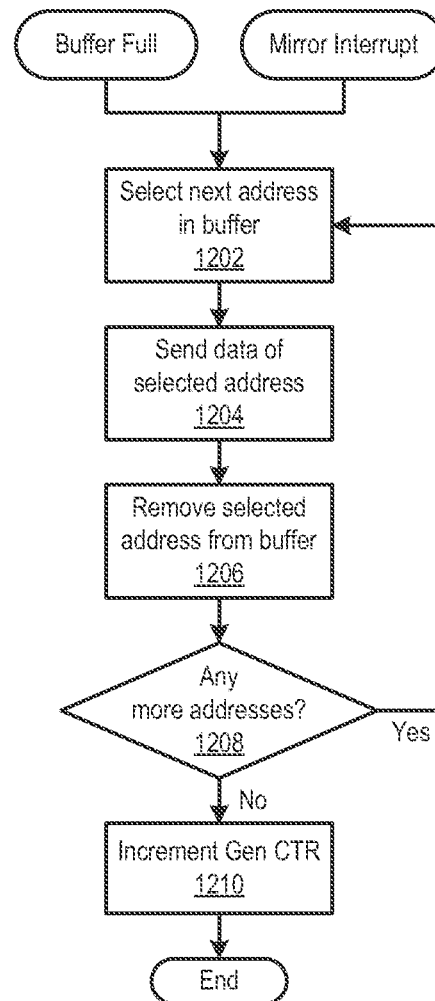 Buffer Full
Mirror Interrupt
Select next address
in buffer
1202
Send data of
selected address
1204
Remove selected
address from buffer
1206
Any
more addresses?
1208
Yes
No
Increment Gen CTR
1210
End